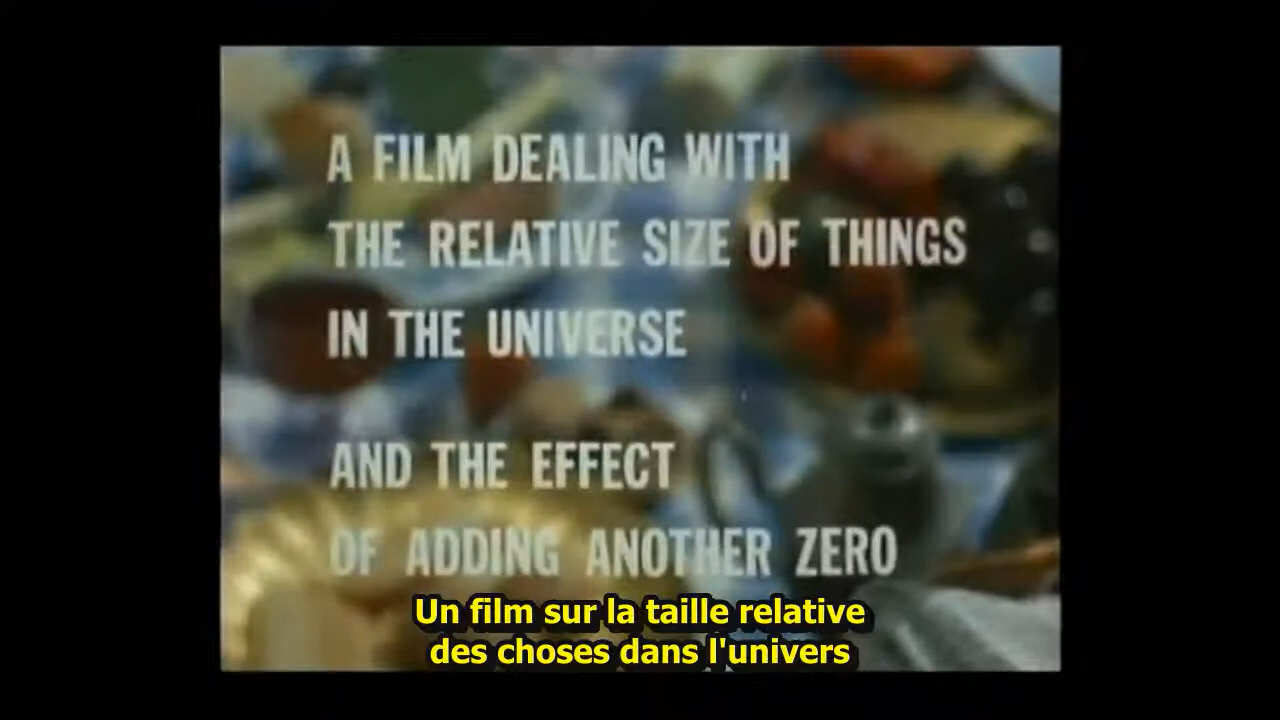 A FILM DEALING WITH
THE RELATIVE SIZE OF THINGS
IN THE UNIVERSE
AND THE EFFECT
OF ADDING ANOTHER ZERO
Un film sur la taille relative
des choses dans l'univers